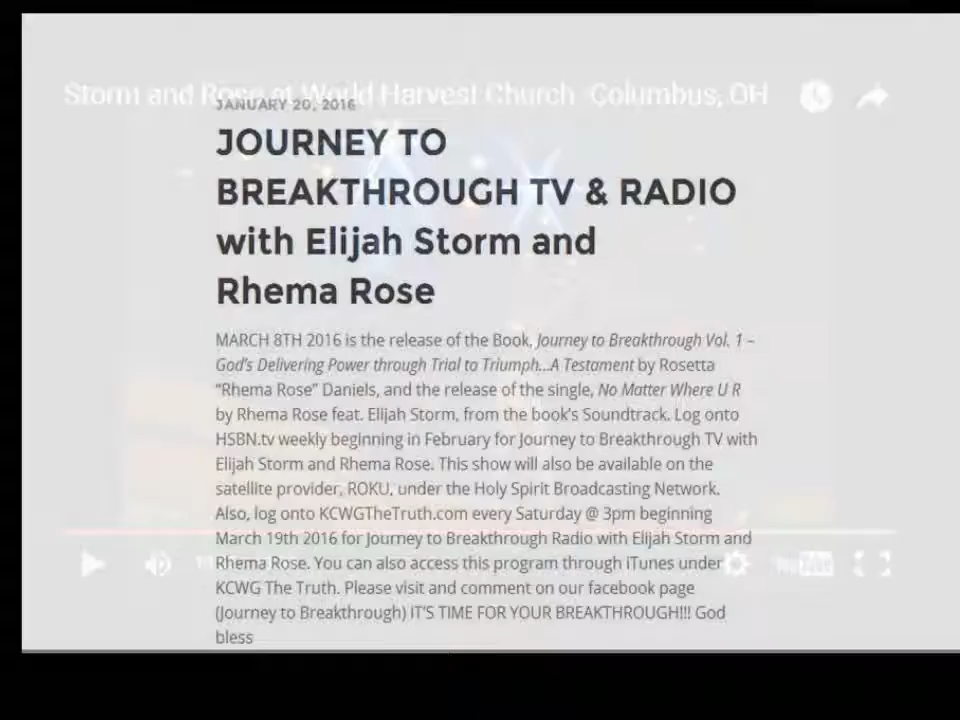 Storm and Rose at World Harvest Church Columbus, OH
JANUARY 20, 2016
JOURNEY TO
BREAKTHROUGH TV & RADIO
with Elijah Storm and
Rhema Rose
MARCH 8TH 2016 is the release of the Book, Journey to Breakthrough Vol. 1 –
God's Delivering Power through Trial to Triumph...A Testament by Rosetta
"Rhema Rose" Daniels, and the release of the single, No Matter Where U R
by Rhema Rose feat. Elijah Storm, from the book's Soundtrack. Log onto
HSBN.tv weekly beginning in February for Journey to Breakthrough TV with
Elijah Storm and Rhema Rose. This show will also be available on the
satellite provider, ROKU, under the Holy Spirit Broadcasting Network.
Also, log onto KCWGTheTruth.com every Saturday @ 3pm beginning
March 19th 2016 for Journey to Breakthrough Radio with Elijah Storm and
Rhema Rose. You can also access this program through iTunes under
KCWG The Truth. Please visit and comment on our facebook page
(Journey to Breakthrough) IT'S TIME FOR YOUR BREAKTHROUGH!!! God
bless